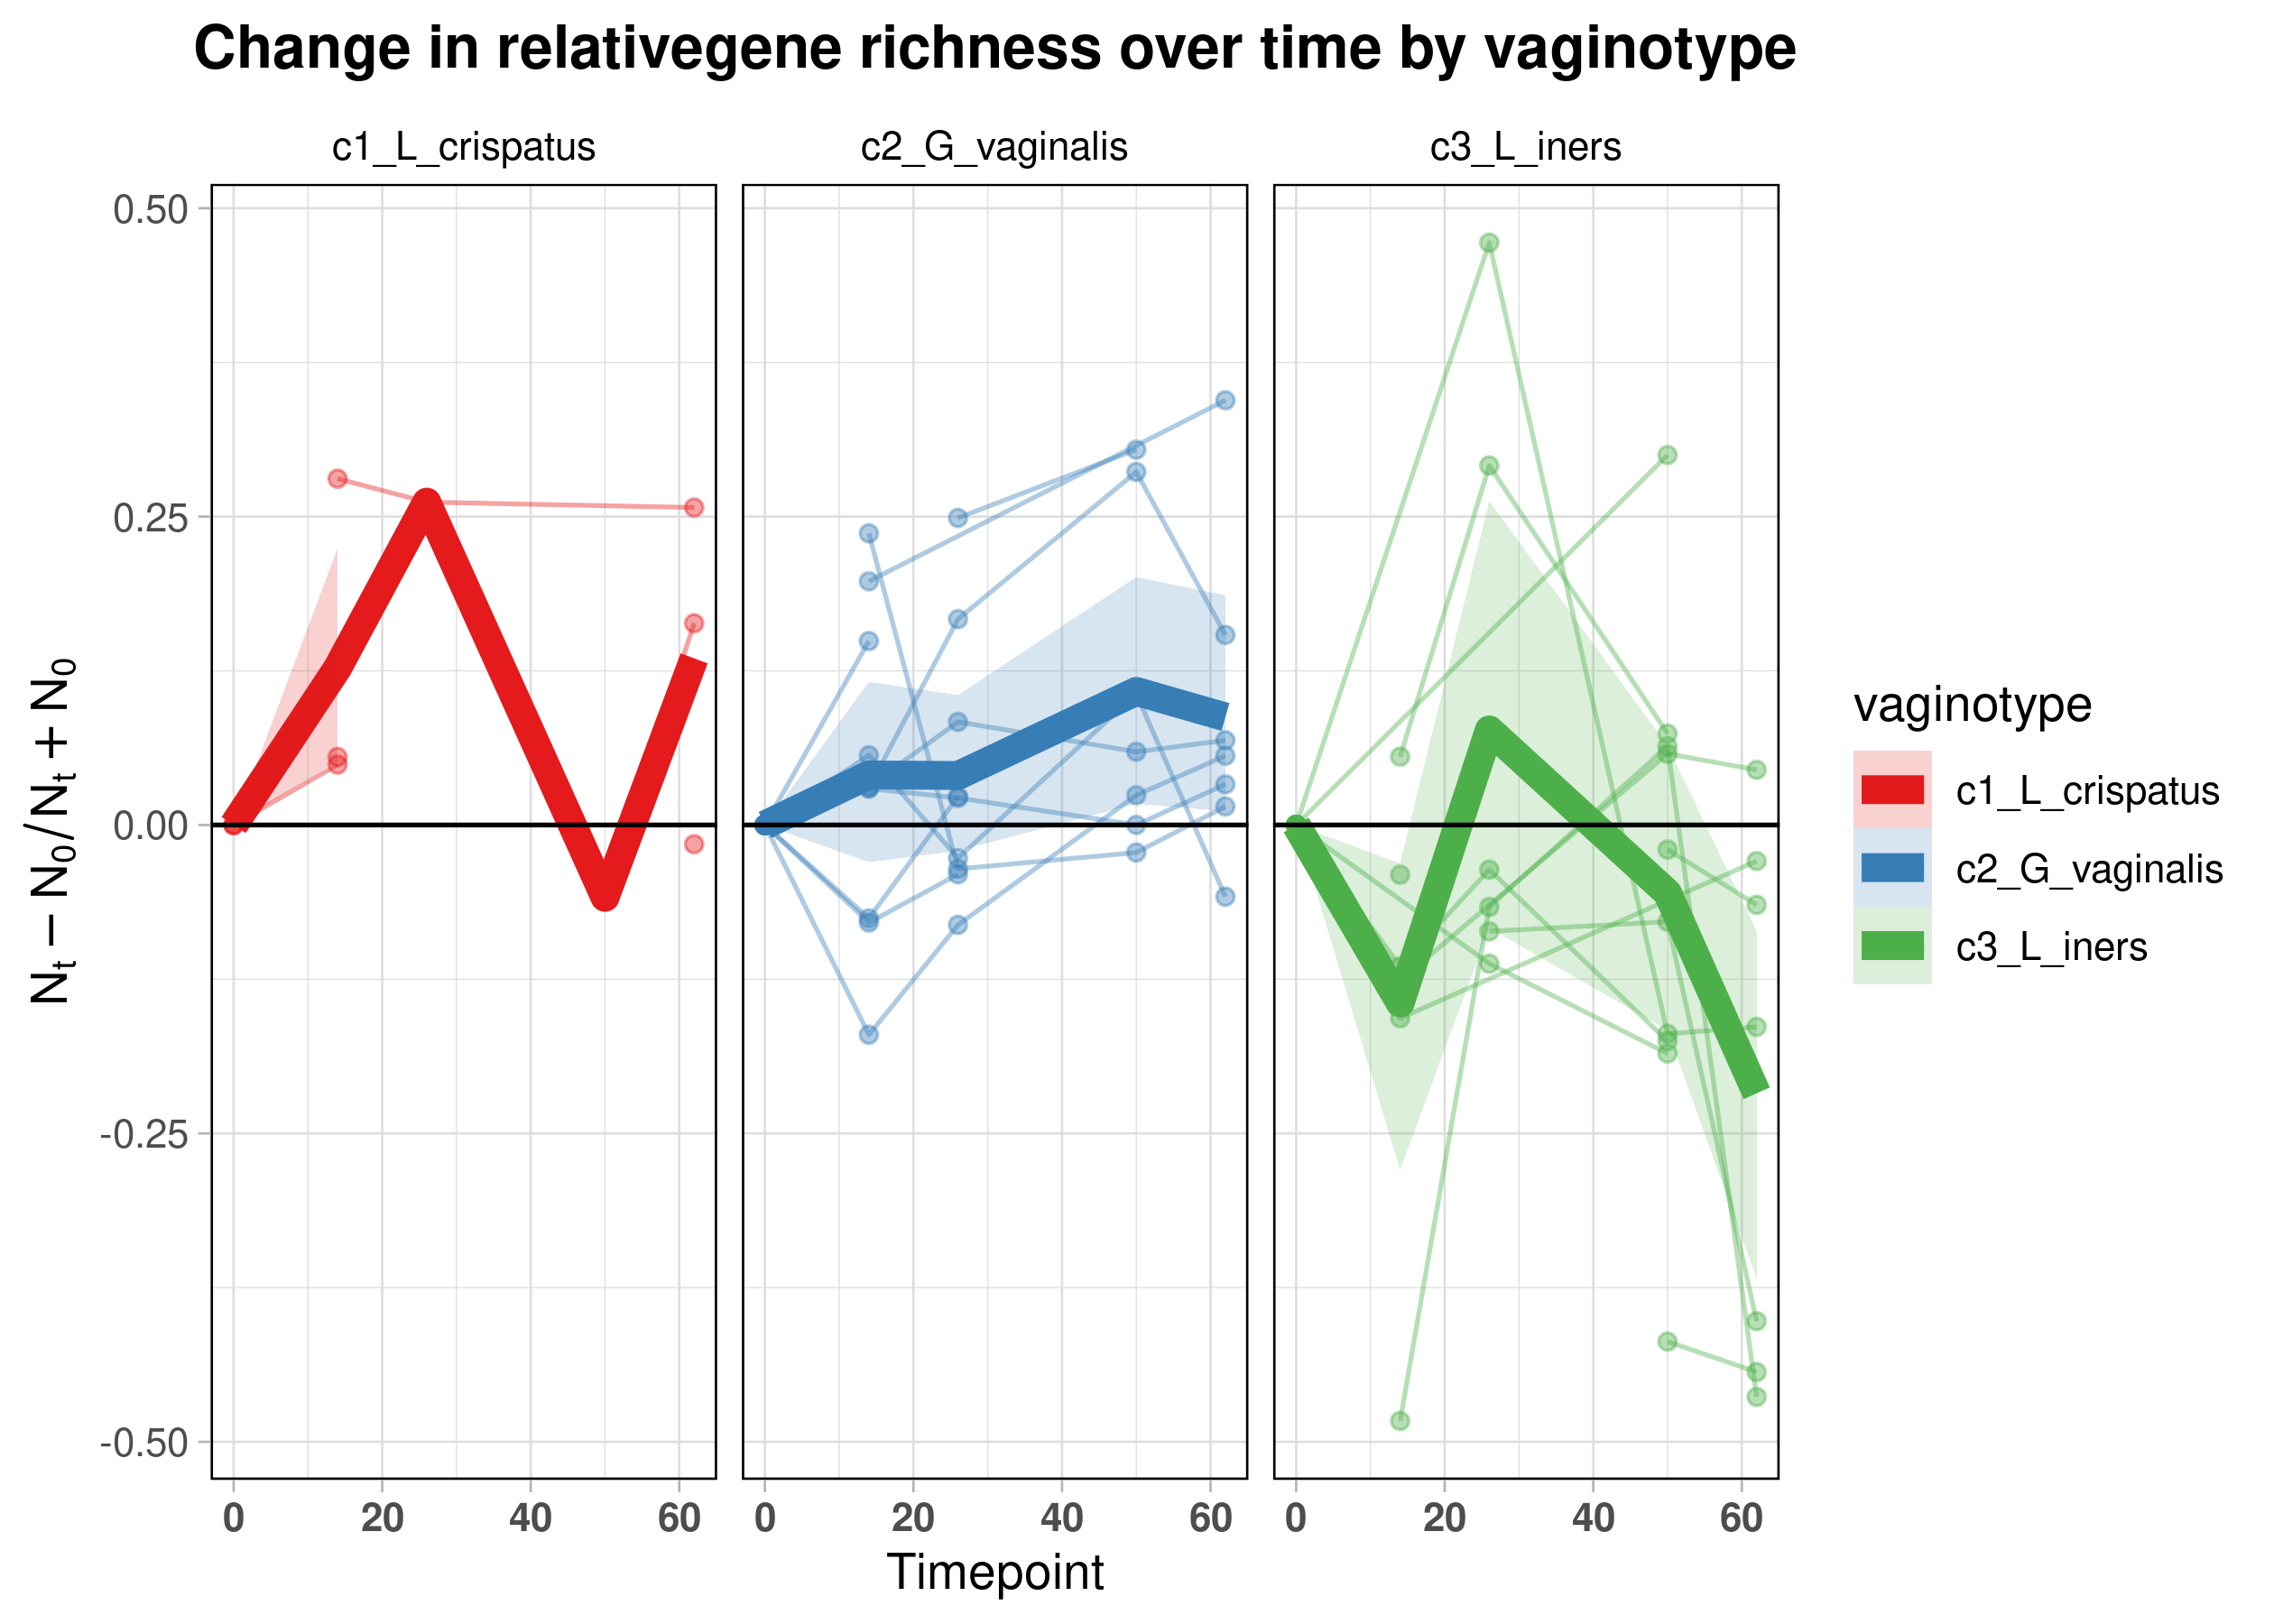 Change in relativegene richness over time by vaginotype
c1_L_crispatus c2_G_vaginalis c3_L_iners
0.50
0.25
0.00
-0.25
-0.50
Nₜ − N₀/Nₜ + N₀
0 20 40 60 0 20 40 60 0 20 40 60
Timepoint
vaginotype
c1_L_crispatus
c2_G_vaginalis
c3_L_iners